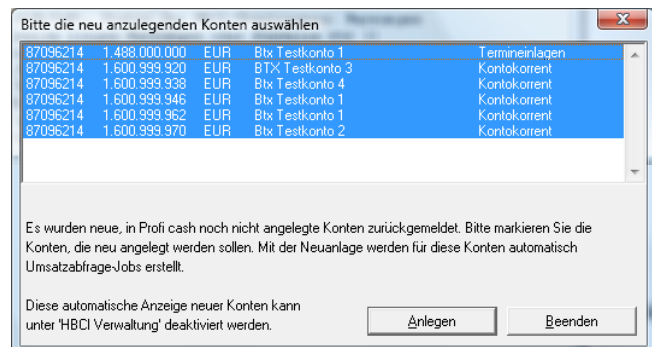 Bitte die neu anzulegenden Konten auswählen
87096214 1.488.000.000 EUR Btx Testkonto 1 Termineinlagen
87096214 1.600.999.920 EUR BTX Testkonto 3 Kontokorrent
87096214 1.600.999.938 EUR Btx Testkonto 4 Kontokorrent
87096214 1.600.999.946 EUR Btx Testkonto 1 Kontokorrent
87096214 1.600.999.962 EUR Btx Testkonto 1 Kontokorrent
87096214 1.600.999.970 EUR Btx Testkonto 2 Kontokorrent
Es wurden neue, in Profi cash noch nicht angelegte Konten zurückgemeldet. Bitte markieren Sie die
Konten, die neu angelegt werden sollen. Mit der Neuanlage werden für diese Konten automatisch
Umsatzabfrage-Jobs erstellt.
Diese automatische Anzeige neuer Konten kann
unter 'HBCI Verwaltung' deaktiviert werden.
Anlegen
Beenden